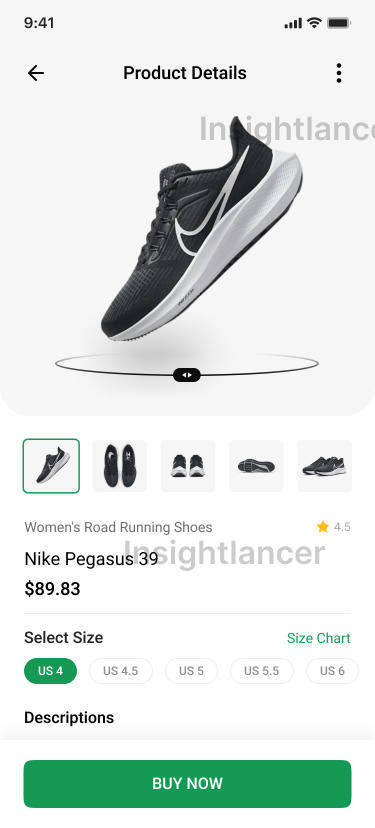 9:41
Product Details
Insightlanc
Women's Road Running Shoes
4.5
Nike Pegasus 39
Insightlancer
$89.83
Select Size
Size Chart
US 4
US 4.5
US 5
US 5.5
US 6
Descriptions
BUY NOW